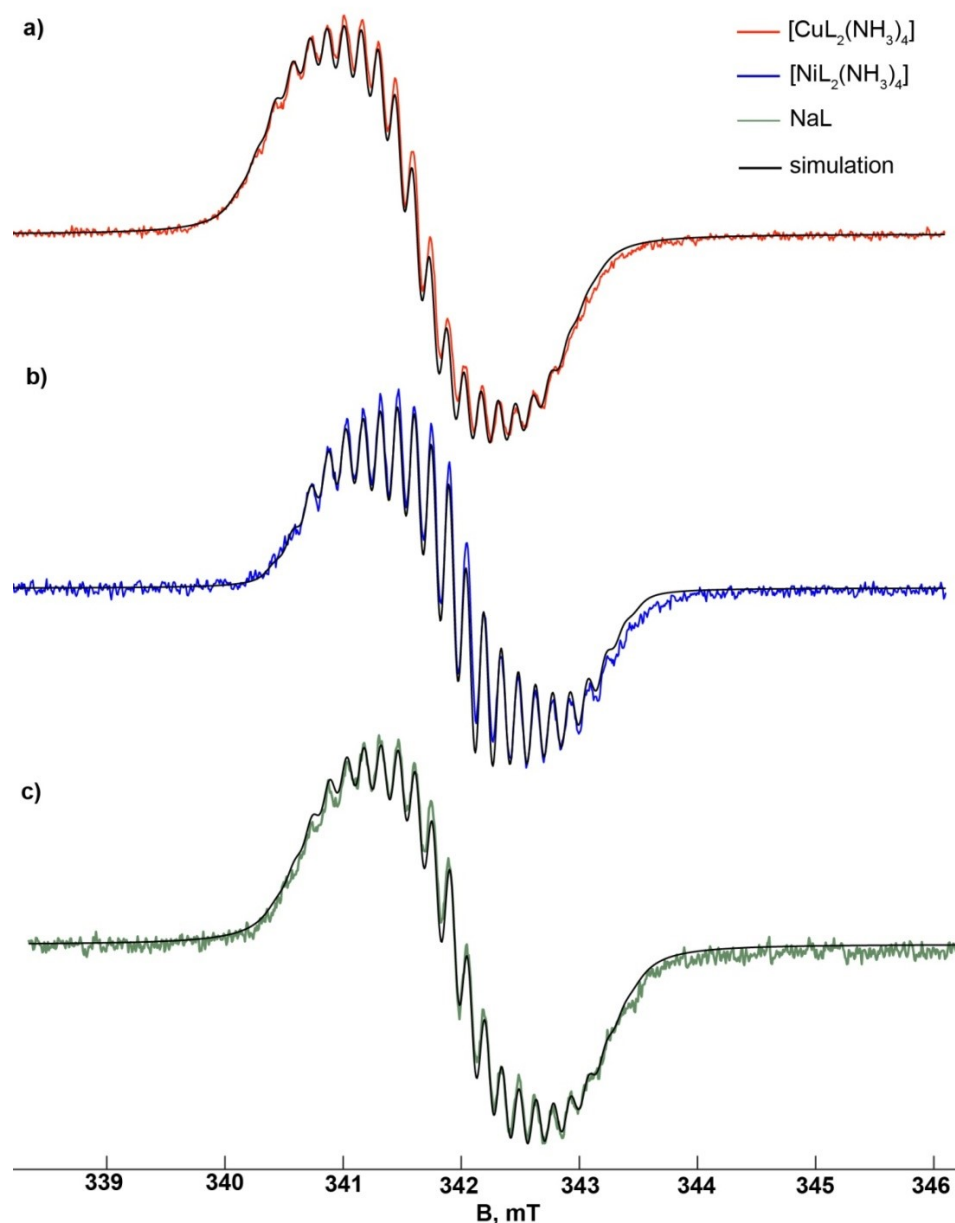 a)
[CuL₂(NH₃)₄]
[NiL₂(NH₃)₄]
NaL
simulation
b)
c)
339 340 341 342 343 344 345 346
B, mT